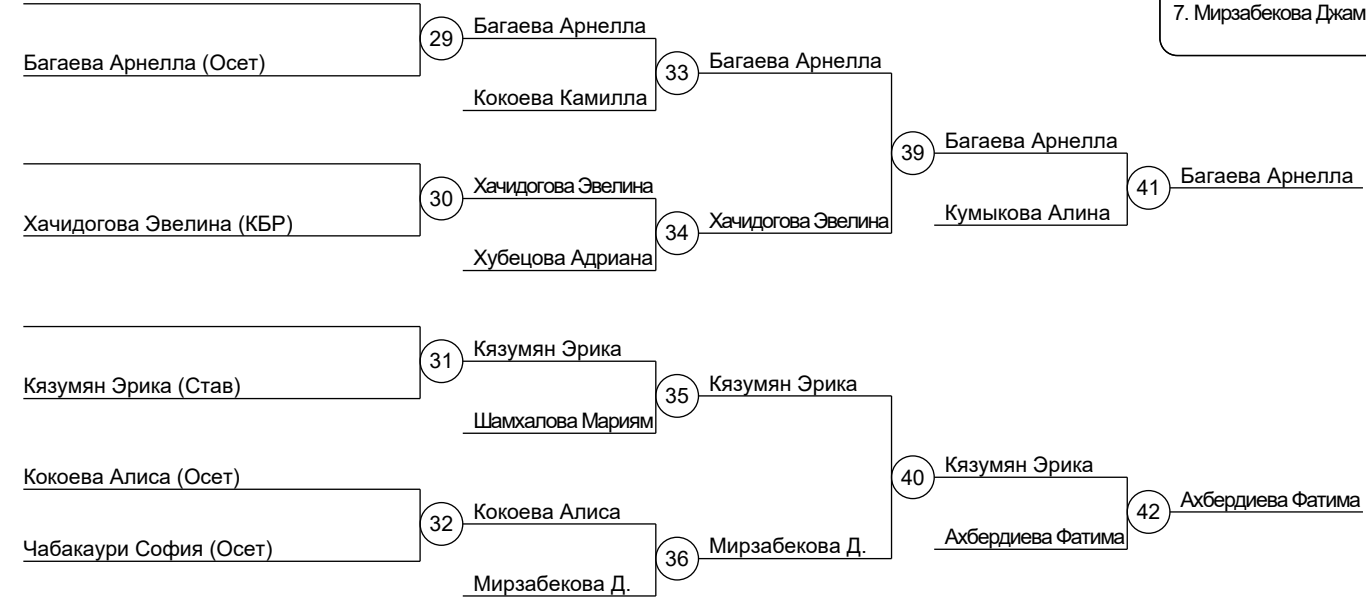 7. Мирзабекова Джам
Багаева Арнелла (Осет)
29
Багаева Арнелла
Кокоева Камилла
33
Багаева Арнелла
Хачидогова Эвелина (КБР)
30
Хачидогова Эвелина
Хубецова Адриана
34
Хачидогова Эвелина
39
Багаева Арнелла
Кумыкова Алина
41
Багаева Арнелла
Кязумян Эрика (Став)
31
Кязумян Эрика
Шамхалова Мариям
35
Кязумян Эрика
Кокоева Алиса (Осет)
Чабакаури София (Осет)
32
Кокоева Алиса
Мирзабекова Д.
36
Мирзабекова Д.
40
Кязумян Эрика
Ахбердиева Фатима
42
Ахбердиева Фатима